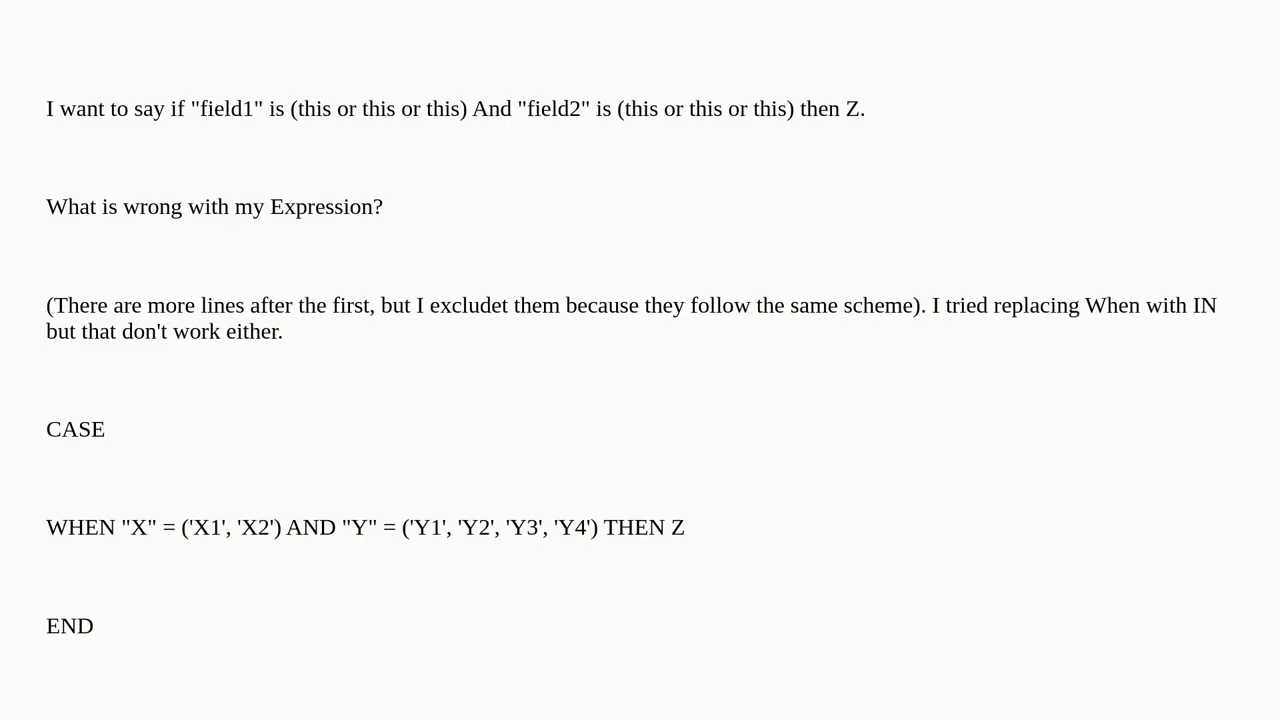 I want to say if "field1" is (this or this or this) And "field2" is (this or this or this) then Z.
What is wrong with my Expression?
(There are more lines after the first, but I excludet them because they follow the same scheme). I tried replacing When with IN
but that don't work either.
CASE
WHEN "X" = ('X1', 'X2') AND "Y" = ('Y1', 'Y2', 'Y3', 'Y4') THEN Z
END